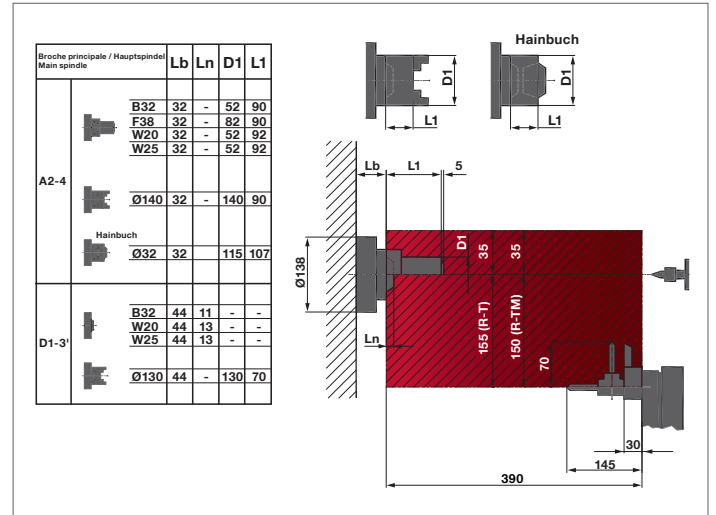 Broche principale / Hauptspindel
Main spindle
Lb Ln D1 L1
A2-4
B32 32 - 52 90
F38 32 - 82 90
W20 32 - 52 92
W25 32 - 52 92
Ø140 32 - 140 90
Hainbuch
Ø32 32 115 107
D1-3'
B32 44 11 - -
W20 44 13 - -
W25 44 13 - -
Ø130 44 - 130 70
Hainbuch
D1
D1
L1
L1
Lb L1 5
D1
35
35
Ø138
155 (R-T)
150 (R-TM)
Ln
70
30
145
390